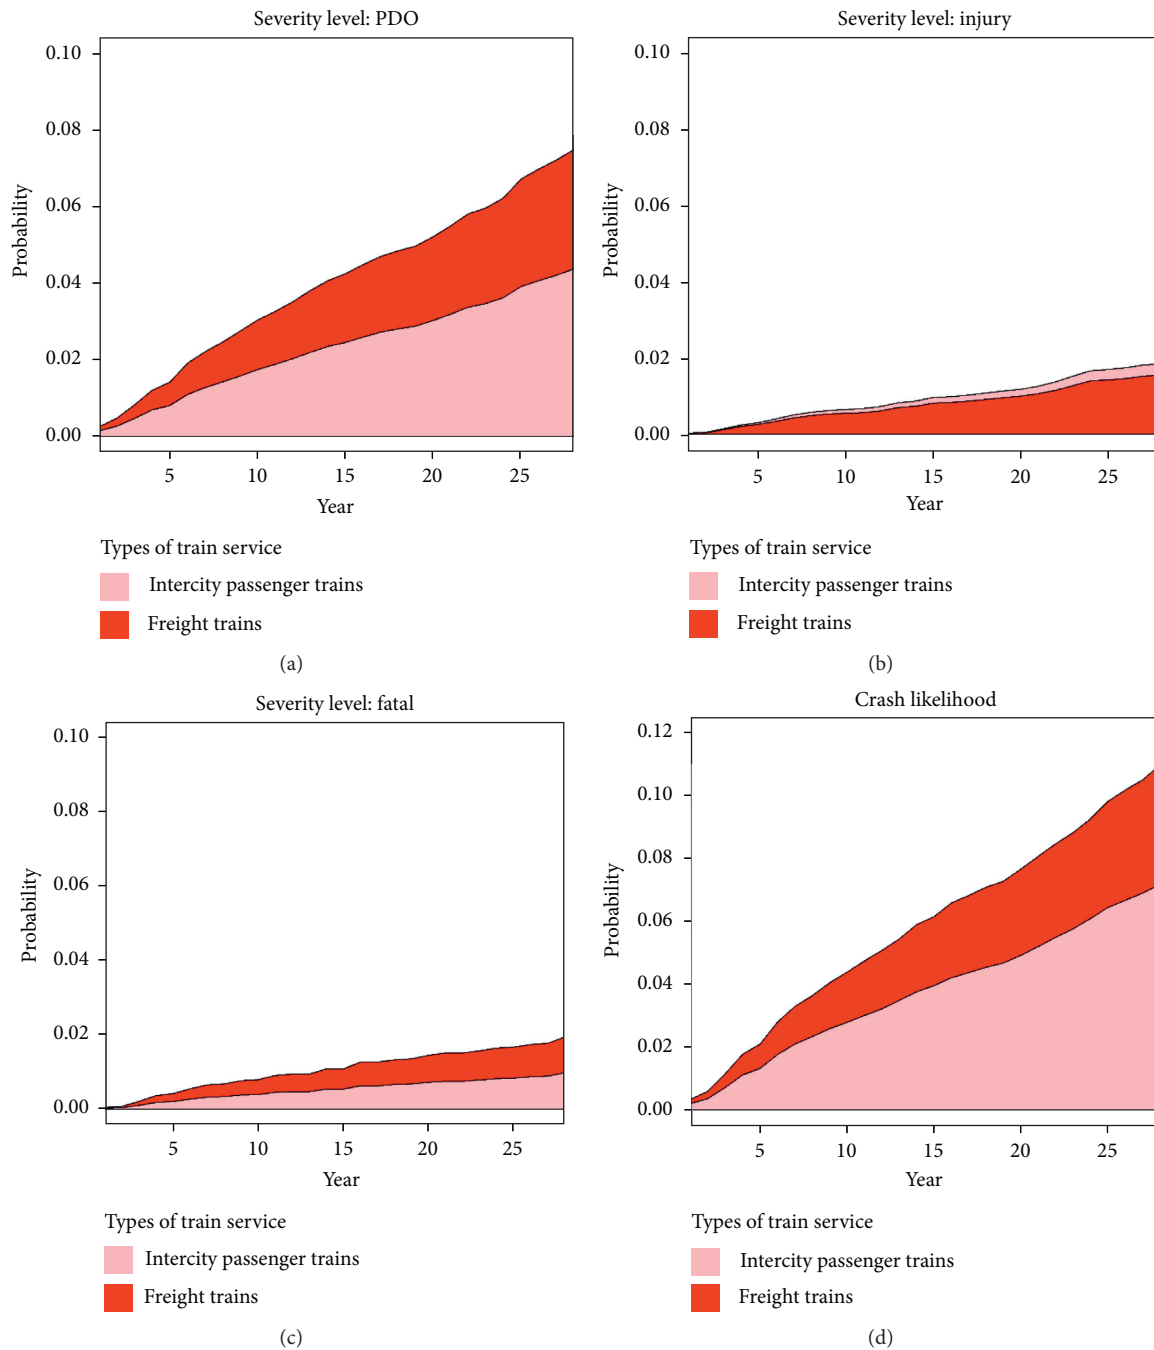 Severity level: PDO
0.10
0.08
0.06
0.04
0.02
0.00
Probability
5 10 15 20 25
Year
Types of train service
Intercity passenger trains
Freight trains
(a)
Severity level: injury
0.10
0.08
0.06
0.04
0.02
0.00
Probability
5 10 15 20 25
Year
Types of train service
Intercity passenger trains
Freight trains
(b)
Severity level: fatal
0.10
0.08
0.06
0.04
0.02
0.00
Probability
5 10 15 20 25
Year
Types of train service
Intercity passenger trains
Freight trains
(c)
Crash likelihood
0.12
0.10
0.08
0.06
0.04
0.02
0.00
Probability
5 10 15 20 25
Year
Types of train service
Intercity passenger trains
Freight trains
(d)